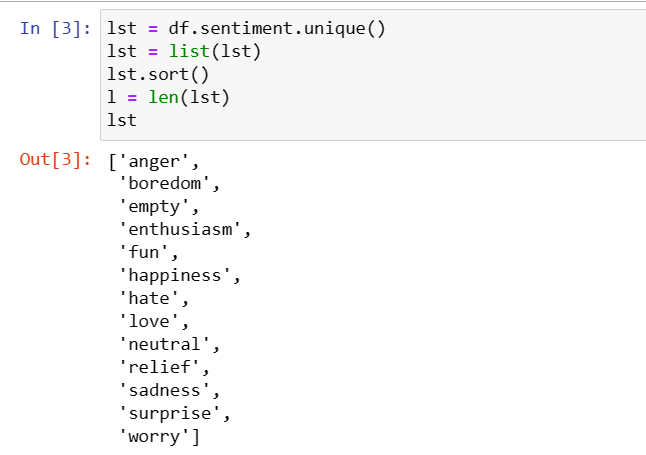 In [3]: lst = df.sentiment.unique()
lst = list(lst)
lst.sort()
l = len(lst)
lst
Out[3]: ['anger',
'boredom',
'empty',
'enthusiasm',
'fun',
'happiness',
'hate',
'love',
'neutral',
'relief',
'sadness',
'surprise',
'worry']